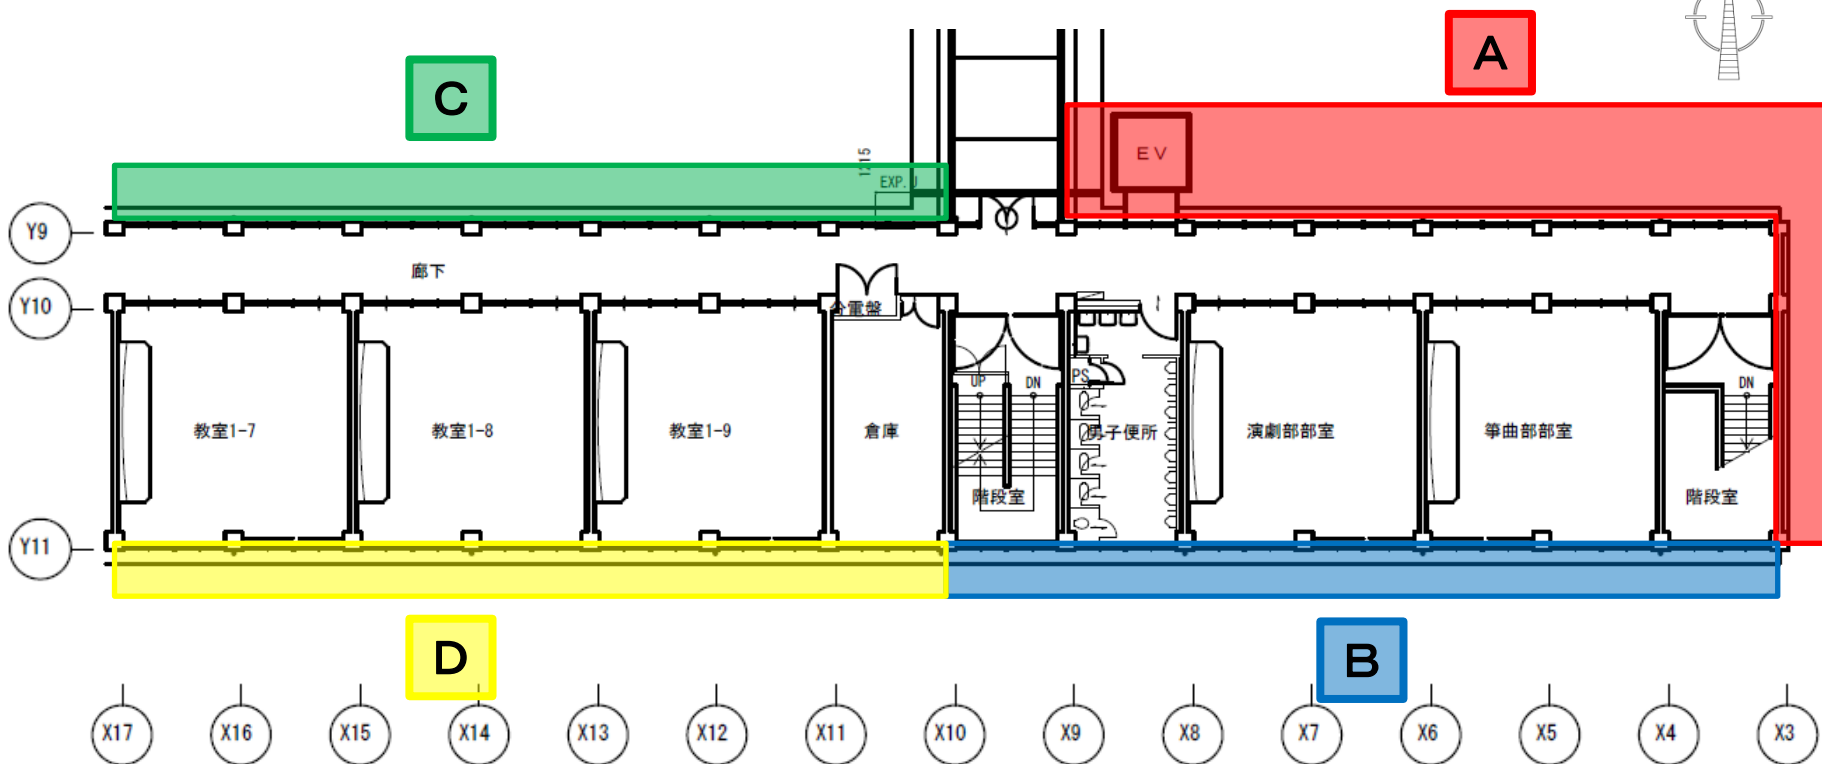 A
C
EV
1215
EXP.J
Y9
廊下
Y10
分電盤
PS
UP
DN
DN
教室1-7
教室1-8
教室1-9
倉庫
男子便所
演劇部部室
箏曲部部室
階段室
階段室
Y11
D
B
X17
X16
X15
X14
X13
X12
X11
X10
X9
X8
X7
X6
X5
X4
X3